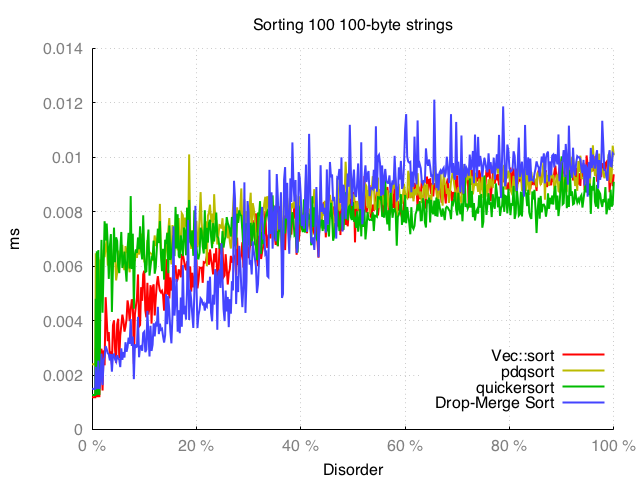 Sorting 100 100-byte strings
0.014
0.012
0.01
0.008
0.006
0.004
0.002
0
ms
Vec::sort
pdqsort
quickersort
Drop-Merge Sort
0 %
20 %
40 %
60 %
80 %
100 %
Disorder